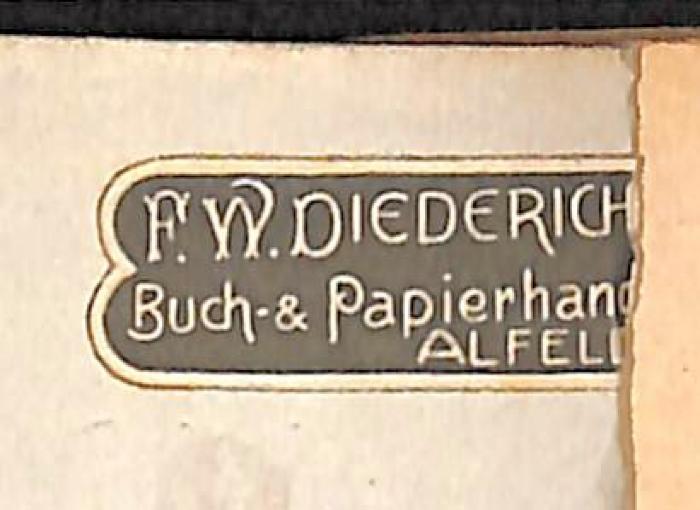 F. W. DIEDERICH
Buch- & Papierhand
ALFEL